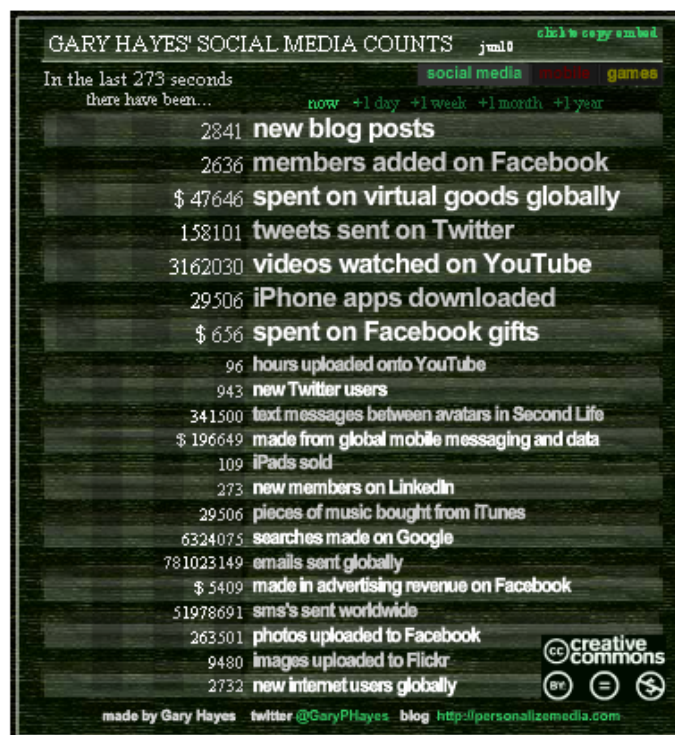 click to copy embed
GARY HAYES' SOCIAL MEDIA COUNTS jun10
In the last 273 seconds
there have been...
social media mobile games
now +1 day +1 week +1 month +1 year
2841 new blog posts
2636 members added on Facebook
$ 47646 spent on virtual goods globally
158101 tweets sent on Twitter
3162030 videos watched on YouTube
29506 iPhone apps downloaded
$ 656 spent on Facebook gifts
96 hours uploaded onto YouTube
943 new Twitter users
341500 text messages between avatars in Second Life
$ 196649 made from global mobile messaging and data
109 iPads sold
273 new members on LinkedIn
29506 pieces of music bought from iTunes
6324075 searches made on Google
781023149 emails sent globally
$ 5409 made in advertising revenue on Facebook
51978691 sms's sent worldwide
263501 photos uploaded to Facebook
9480 images uploaded to Flickr
2732 new internet users globally
cc creative commons
BY:
made by Gary Hayes twitter @GaryPHayes blog http://personalizemedia.com